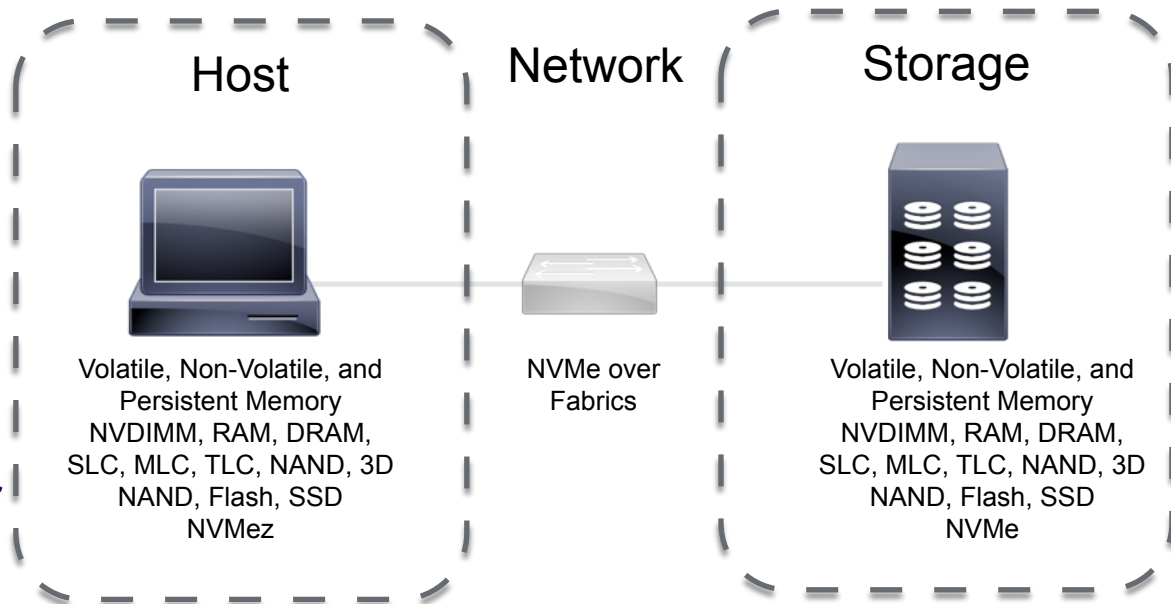 Host
Network
Storage
Volatile, Non-Volatile, and
Persistent Memory
NVDIMM, RAM, DRAM,
SLC, MLC, TLC, NAND, 3D
NAND, Flash, SSD
NVMez
NVMe over
Fabrics
Volatile, Non-Volatile, and
Persistent Memory
NVDIMM, RAM, DRAM,
SLC, MLC, TLC, NAND, 3D
NAND, Flash, SSD
NVMe